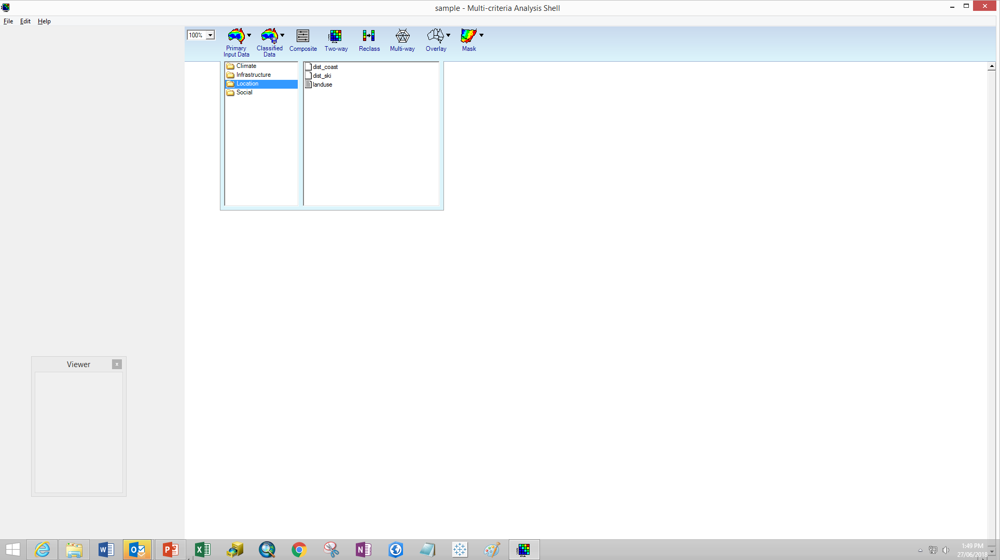 sample - Multi-criteria Analysis Shell
File Edit Help
100%
Primary Input Data
Classified Data
Composite
Two-way
Reclass
Multi-way
Overlay
Mask
Climate
Infrastructure
Location
Social
dist_coast
dist_ski
landuse
Viewer
1:49 PM
27/06/2018